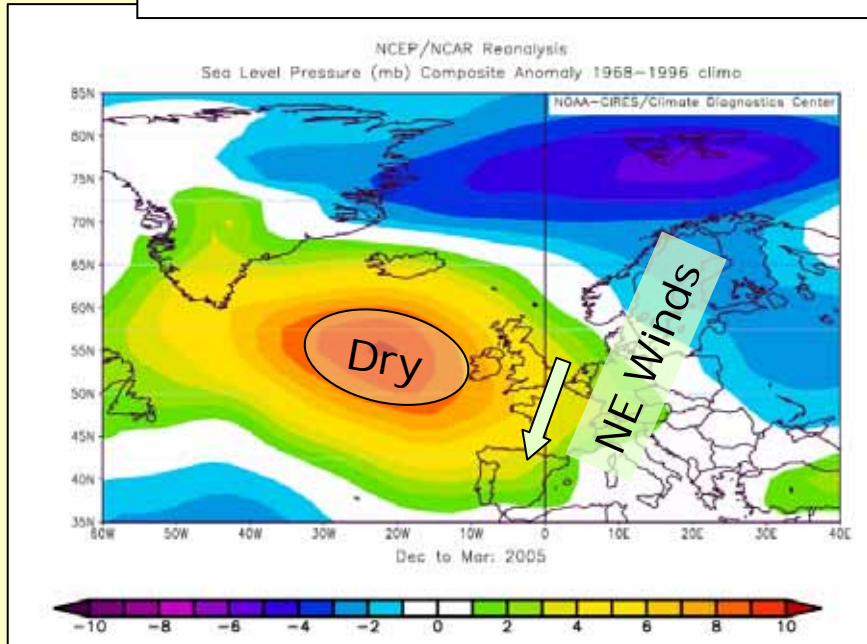 NCEP/NCAR Reanalysis
Sea Level Pressure (mb) Composite Anomaly 1968-1996 climo
NOAA-CIRES/Climate Diagnostics Center
85N
80N
75N
70N
65N
60N
55N
50N
45N
40N
35N
Dry
NE Winds
60W 50W 40W 30W 20W 10W 0 10E 20E 30E 40E
Dec to Mar: 2005
-10 -8 -6 -4 -2 0 2 4 6 8 10